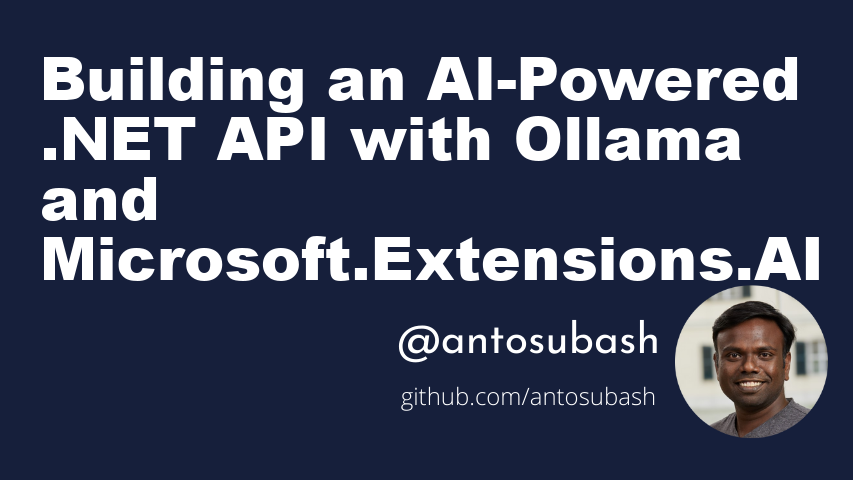 Building an AI-Powered
.NET API with Ollama
and
Microsoft.Extensions.AI
@antosubash
github.com/antosubash